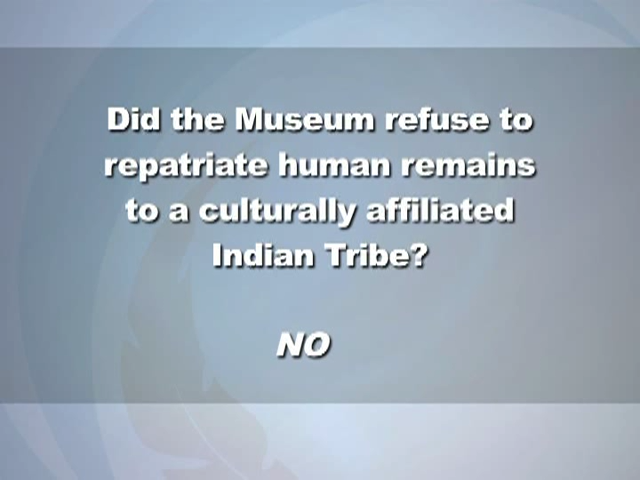 Did the Museum refuse to
repatriate human remains
to a culturally affiliated
Indian Tribe?
NO